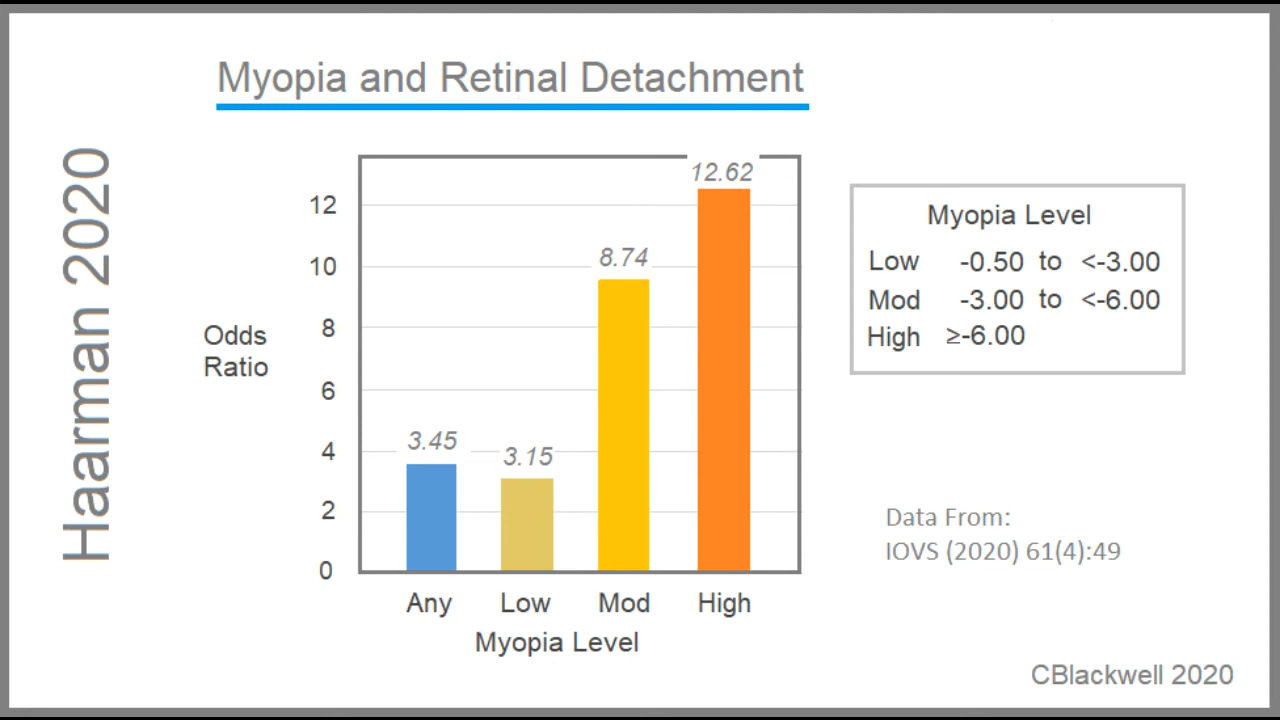 Myopia and Retinal Detachment
Haarman 2020
Odds
Ratio
12
10
8
6
4
2
0
3.45
3.15
8.74
12.62
Any Low Mod High
Myopia Level
Myopia Level
Low -0.50 to <-3.00
Mod -3.00 to <-6.00
High ≥-6.00
Data From:
IOVS (2020) 61(4):49
CBlackwell 2020